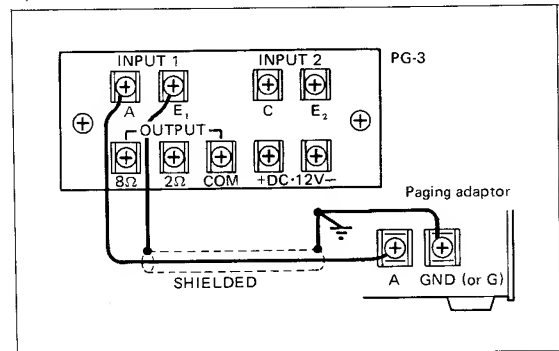 INPUT 1 INPUT 2 PG-3
A E₁ C E₂
OUTPUT
8Ω 2Ω COM +DC·12V−
Paging adaptor
A GND (or G)
SHIELDED